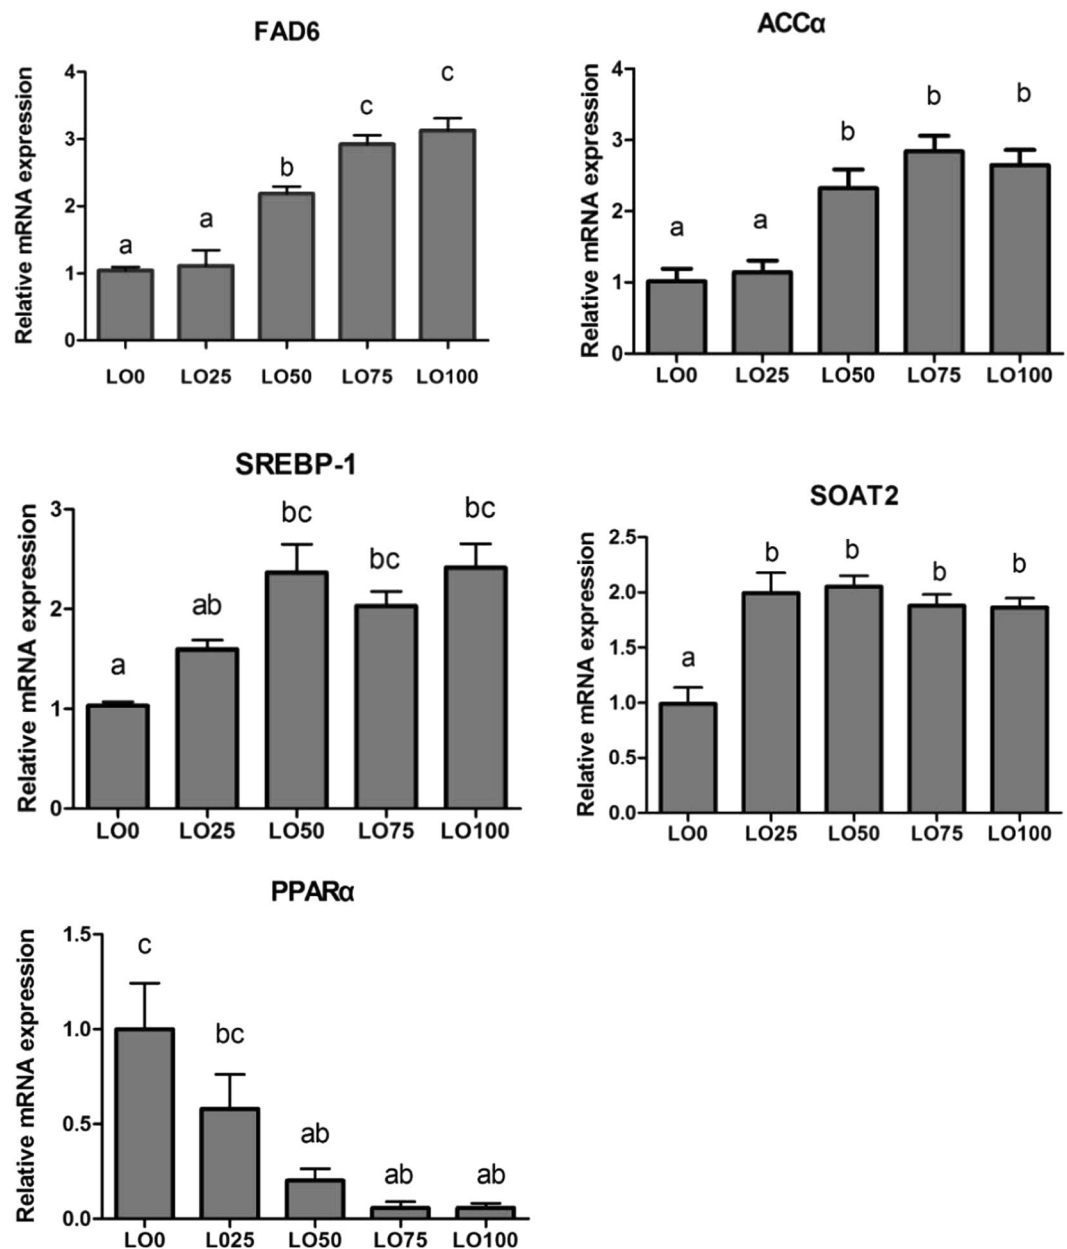 FAD6
Relative mRNA expression
4
3
2
1
0
a
a
b
c
c
LO0 LO25 LO50 LO75 LO100
ACCα
Relative mRNA expression
4
3
2
1
0
a
a
b
b
b
LO0 LO25 LO50 LO75 LO100
SREBP-1
Relative mRNA expression
3
2
1
0
a
ab
bc
bc
bc
LO0 LO25 LO50 LO75 LO100
SOAT2
Relative mRNA expression
2.5
2.0
1.5
1.0
0.5
0.0
a
b
b
b
b
LO0 LO25 LO50 LO75 LO100
PPARα
Relative mRNA expression
1.5
1.0
0.5
0.0
c
bc
ab
ab
ab
LO0 L025 LO50 LO75 LO100